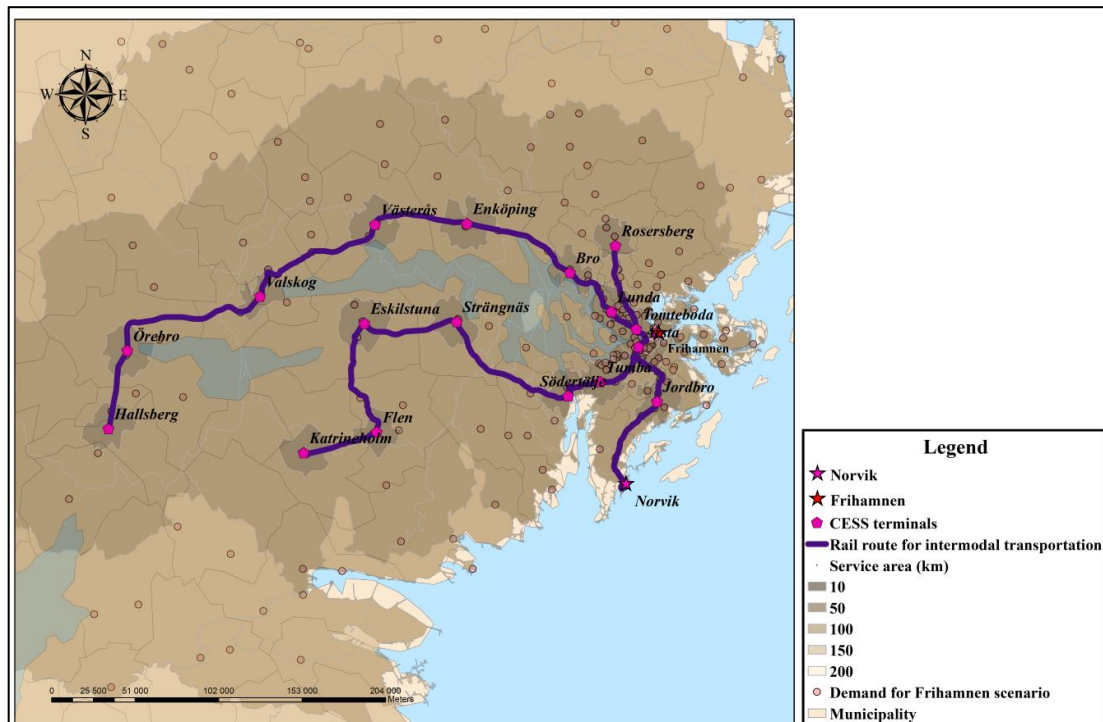 N
W E
S
Västerås
Enköping
Rosersberg
Bro
Valskog
Lunda
Eskilstuna
Strängnäs
Tomteboda
Årsta
Örebro
Frihamnen
Tumba
Södertälje
Jordbro
Hallsberg
Flen
Katrineholm
Norvik
0 25 500 51 000 102 000 153 000 204 000
Meters
Legend
Norvik
Frihamnen
CESS terminals
Rail route for intermodal transportation
Service area (km)
10
50
100
150
200
Demand for Frihamnen scenario
Municipality